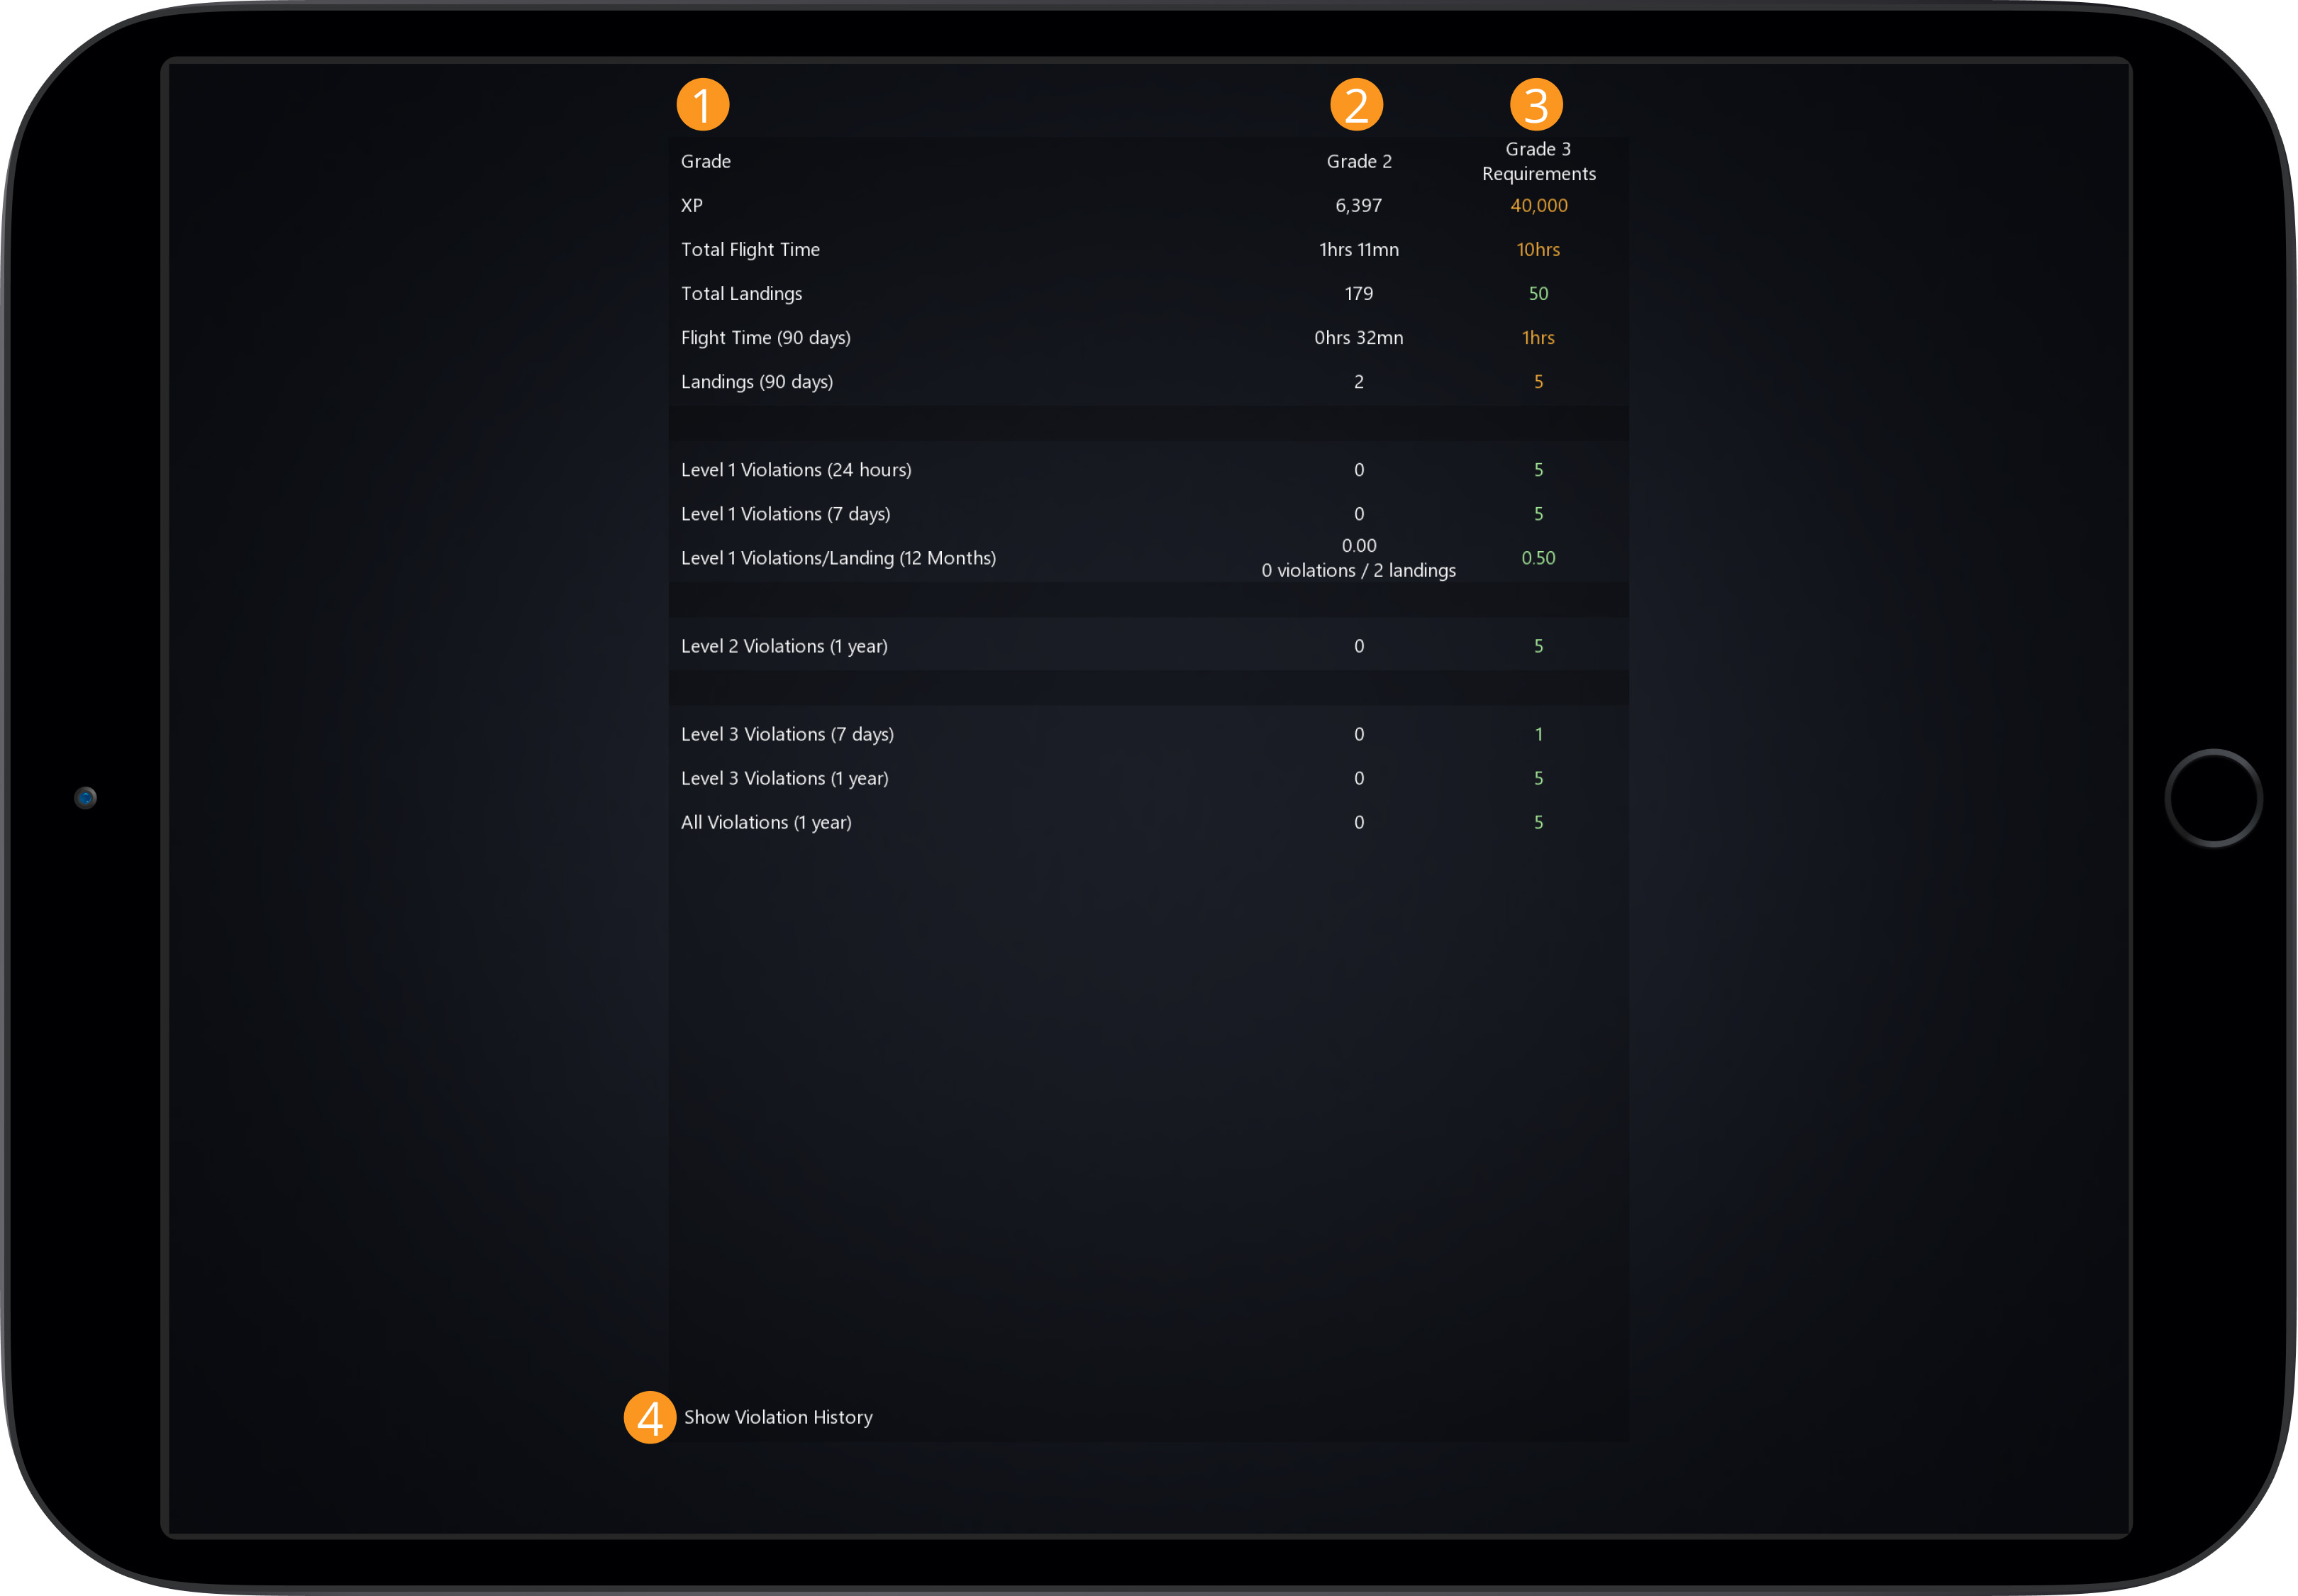 1 2 3
Grade Grade 2 Grade 3
Requirements
XP 6,397 40,000
Total Flight Time 1hrs 11mn 10hrs
Total Landings 179 50
Flight Time (90 days) 0hrs 32mn 1hrs
Landings (90 days) 2 5
Level 1 Violations (24 hours) 0 5
Level 1 Violations (7 days) 0 5
Level 1 Violations/Landing (12 Months) 0.00 0.50
0 violations / 2 landings
Level 2 Violations (1 year) 0 5
Level 3 Violations (7 days) 0 1
Level 3 Violations (1 year) 0 5
All Violations (1 year) 0 5
4 Show Violation History